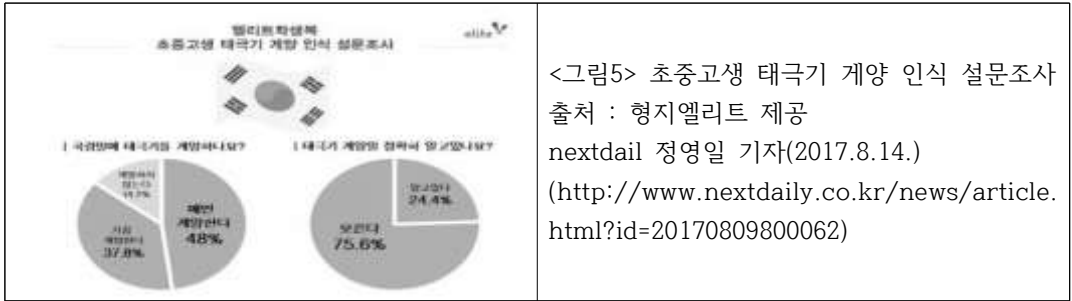 엘리트학생복
elite
초중고생 태극기 게양 인식 설문조사
| 국경일에 태극기를 게양하나요?
게양하지
않는다
매번
게양한다
48%
가끔
게양한다
37.8%
| 태극기 게양일 정확히 알고있나요?
알고있다
24.4%
모른다
75.6%
<그림5> 초중고생 태극기 게양 인식 설문조사
출처 : 형지엘리트 제공
nextdail 정영일 기자(2017.8.14.)
(http://www.nextdaily.co.kr/news/article.
html?id=20170809800062)